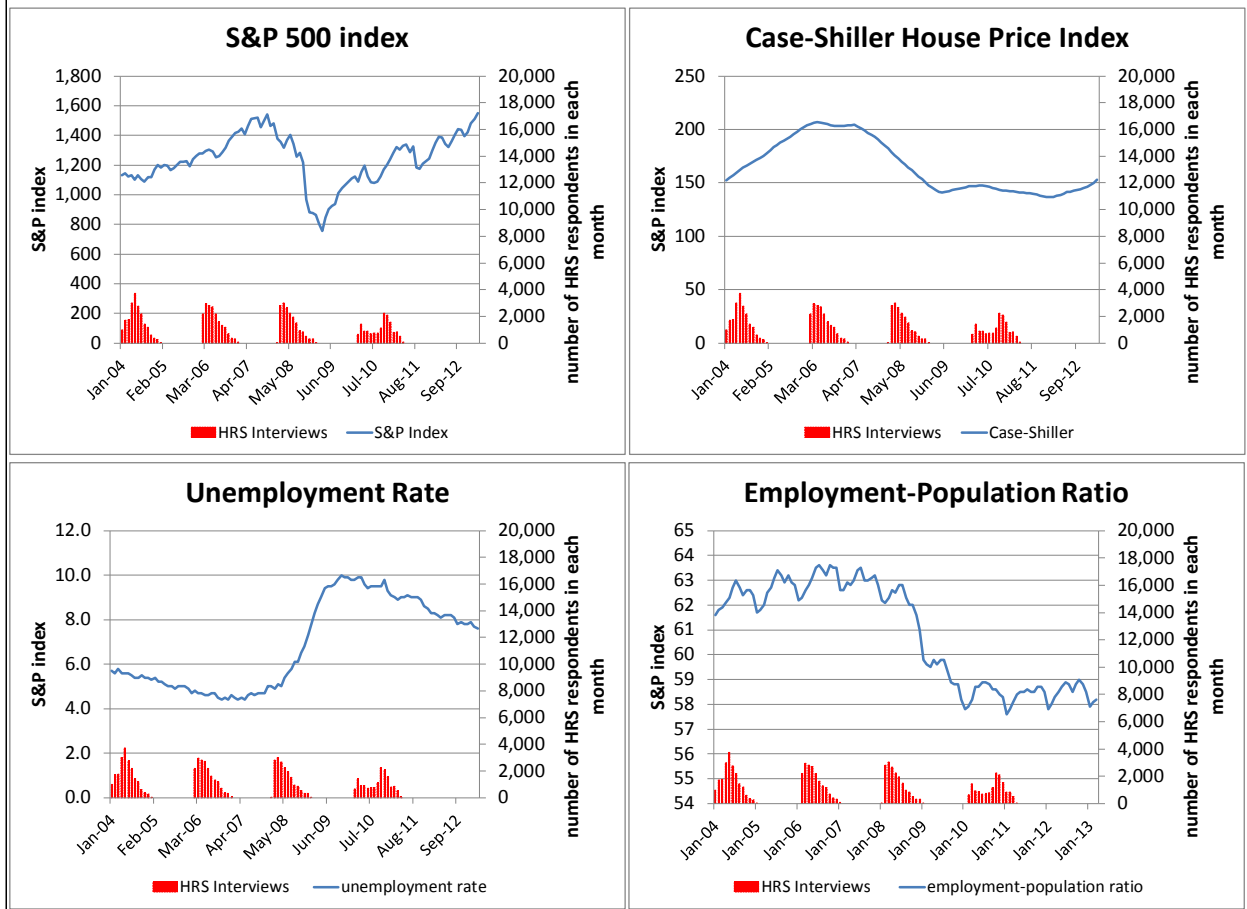 S&P 500 index
1,800
1,600
1,400
1,200
1,000
800
600
400
200
0
S&P index
20,000
18,000
16,000
14,000
12,000
10,000
8,000
6,000
4,000
2,000
0
number of HRS respondents in each
month
Jan-04
Feb-05
Mar-06
Apr-07
May-08
Jun-09
Jul-10
Aug-11
Sep-12
HRS Interviews
S&P Index
Case-Shiller House Price Index
250
200
150
100
50
0
S&P index
20,000
18,000
16,000
14,000
12,000
10,000
8,000
6,000
4,000
2,000
0
number of HRS respondents in each
month
Jan-04
Feb-05
Mar-06
Apr-07
May-08
Jun-09
Jul-10
Aug-11
Sep-12
HRS Interviews
Case-Shiller
Unemployment Rate
12.0
10.0
8.0
6.0
4.0
2.0
0.0
S&P index
20,000
18,000
16,000
14,000
12,000
10,000
8,000
6,000
4,000
2,000
0
number of HRS respondents in each
month
Jan-04
Feb-05
Mar-06
Apr-07
May-08
Jun-09
Jul-10
Aug-11
Sep-12
HRS Interviews
unemployment rate
Employment-Population Ratio
65
64
63
62
61
60
59
58
57
56
55
54
S&P index
20,000
18,000
16,000
14,000
12,000
10,000
8,000
6,000
4,000
2,000
0
number of HRS respondents in each
month
Jan-04
Jan-05
Jan-06
Jan-07
Jan-08
Jan-09
Jan-10
Jan-11
Jan-12
Jan-13
HRS Interviews
employment-population ratio